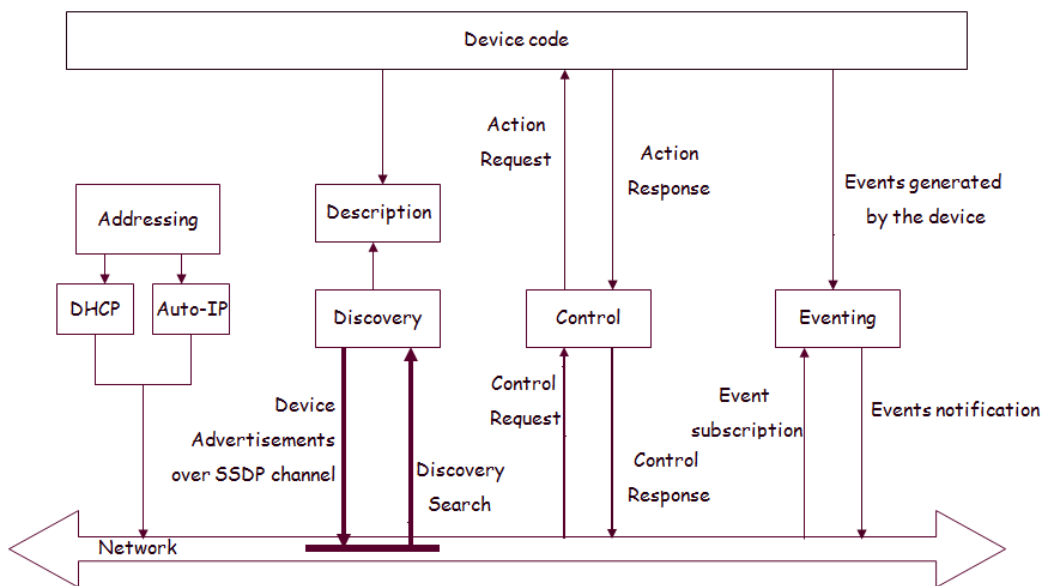 Device code
Action
Request
Action
Response
Events generated
by the device
Addressing
Description
DHCP
Auto-IP
Discovery
Control
Eventing
Device
Advertisements
over SSDP channel
Discovery
Search
Control
Request
Control
Response
Event
subscription
Events notification
Network